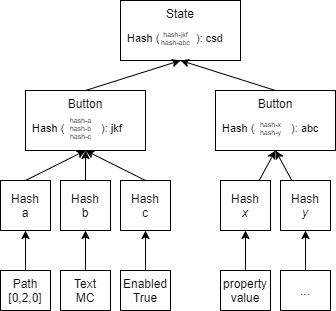 State
Hash ( hash-jkf hash-abc ): csd
Button
Hash ( hash-a hash-b hash-c ): jkf
Button
Hash ( hash-x hash-y ): abc
Hash
a
Hash
b
Hash
c
Hash
x
Hash
y
Path
[0,2,0]
Text
MC
Enabled
True
property
value
...